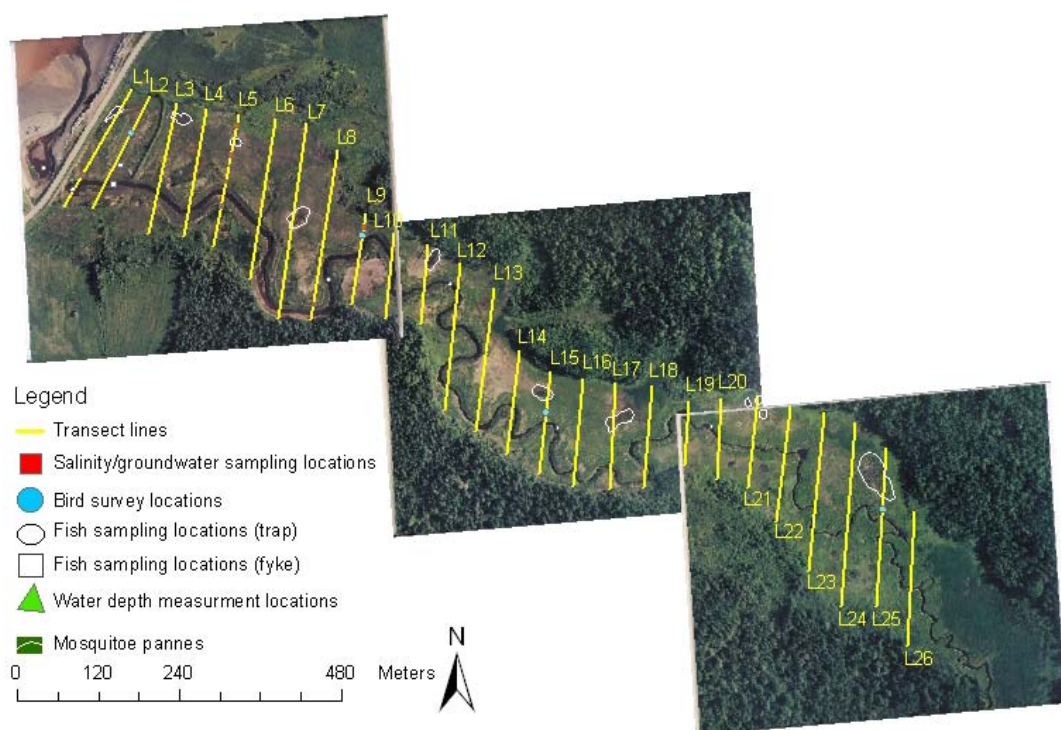 L1
L2
L3
L4
L5
L6
L7
L8
L9
L10
L11
L12
L13
L14
L15
L16
L17
L18
L19
L20
L21
L22
L23
L24
L25
L26
Legend
Transect lines
Salinity/groundwater sampling locations
Bird survey locations
Fish sampling locations (trap)
Fish sampling locations (fyke)
Water depth measurment locations
Mosquitoe pannes
0 120 240 480 Meters
N